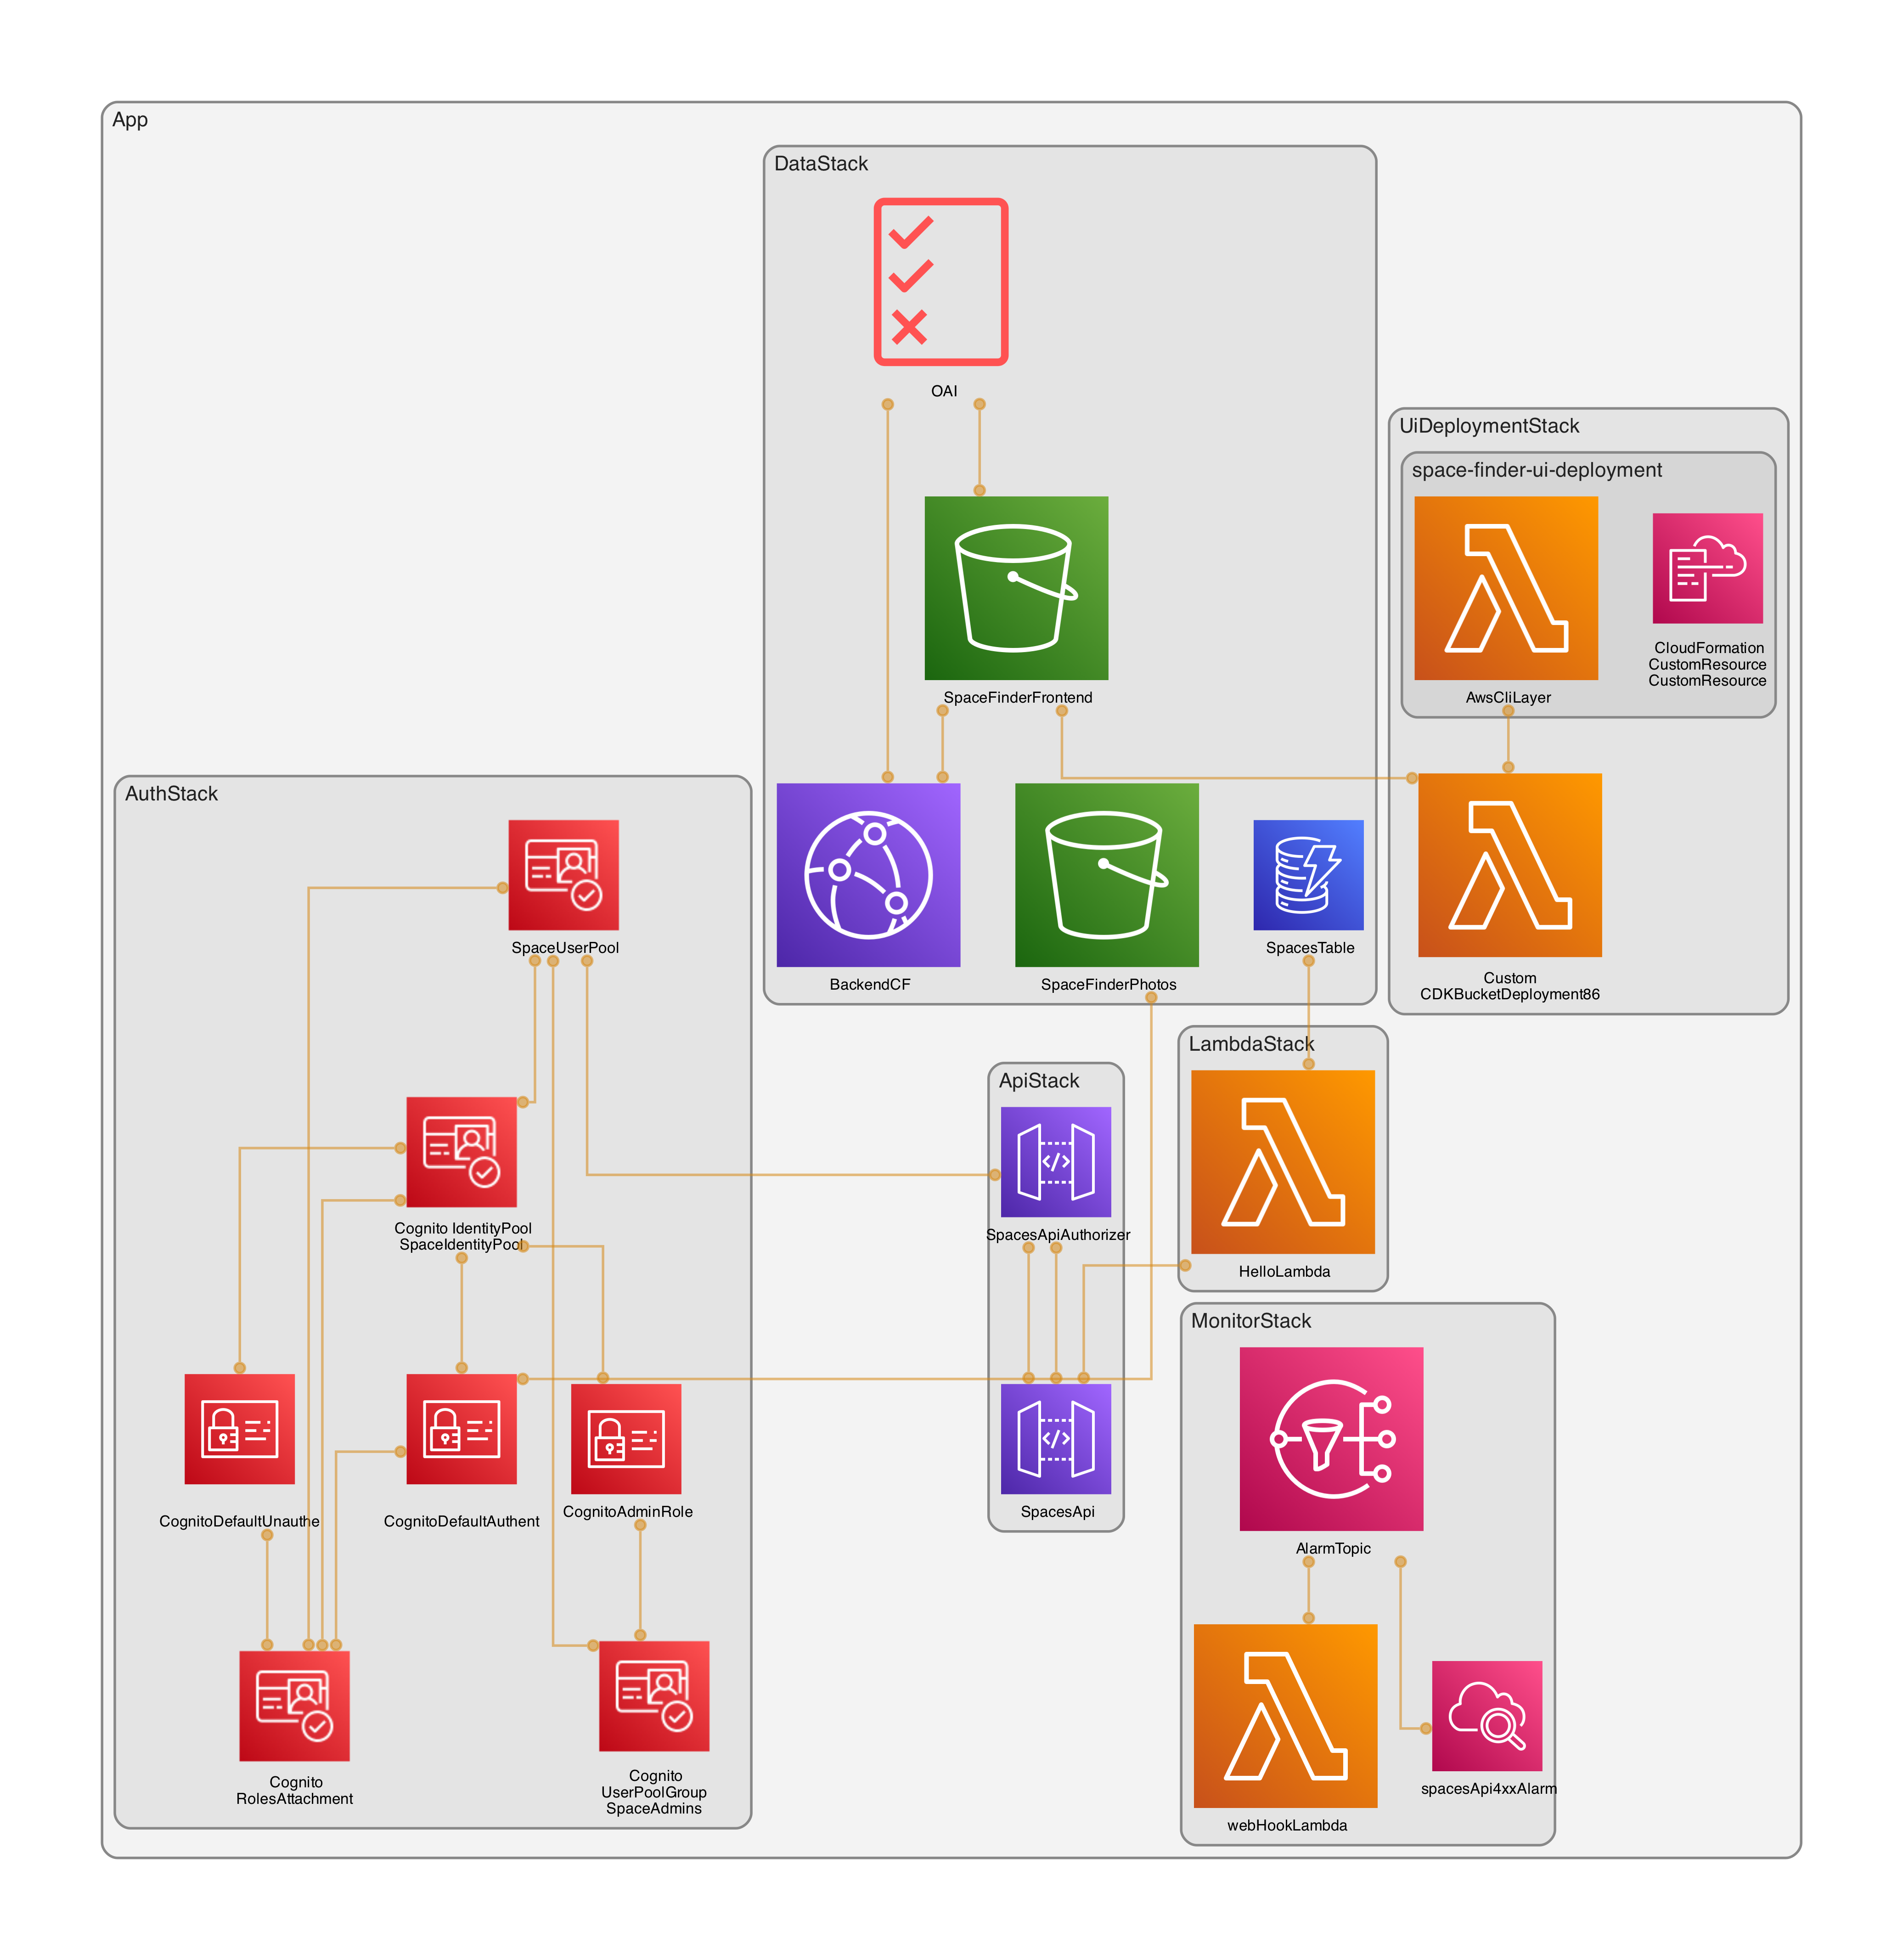 App
DataStack
OAI
SpaceFinderFrontend
BackendCF
SpaceFinderPhotos
SpacesTable
UiDeploymentStack
space-finder-ui-deployment
AwsCliLayer
CloudFormation
CustomResource
CustomResource
Custom
CDKBucketDeployment86
AuthStack
SpaceUserPool
Cognito IdentityPool
SpaceIdentityPool
CognitoDefaultUnauthe
CognitoDefaultAuthent
CognitoAdminRole
Cognito
RolesAttachment
Cognito
UserPoolGroup
SpaceAdmins
ApiStack
SpacesApiAuthorizer
SpacesApi
LambdaStack
HelloLambda
MonitorStack
AlarmTopic
webHookLambda
spacesApi4xxAlarm